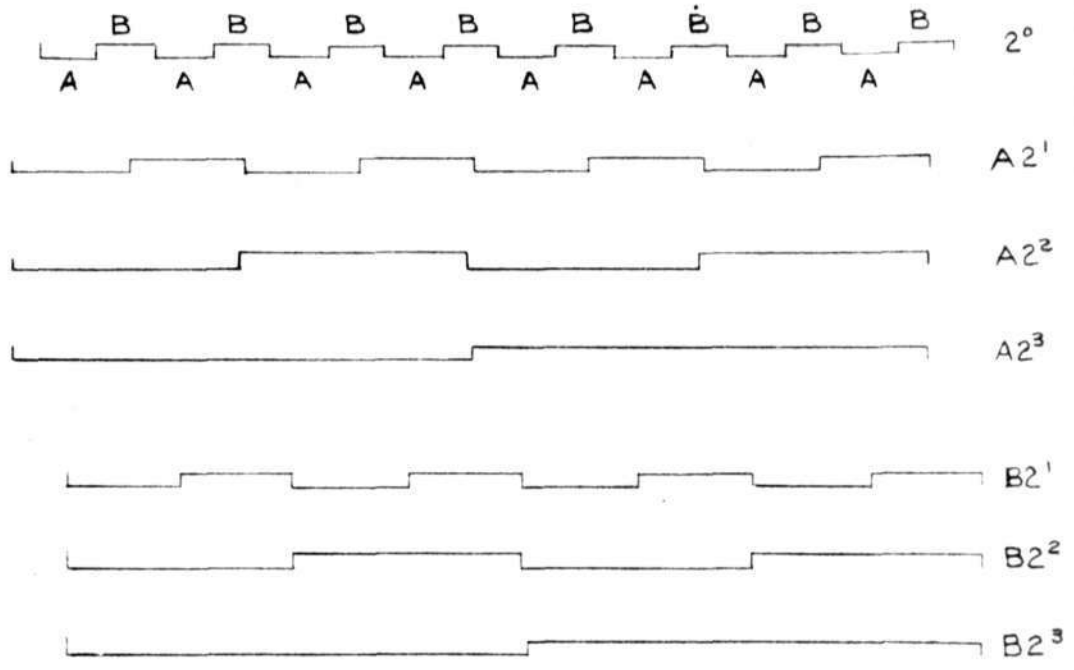 B B B B B B B B
2⁰
A A A A A A A A
A2¹
A2²
A2³
B2¹
B2²
B2³